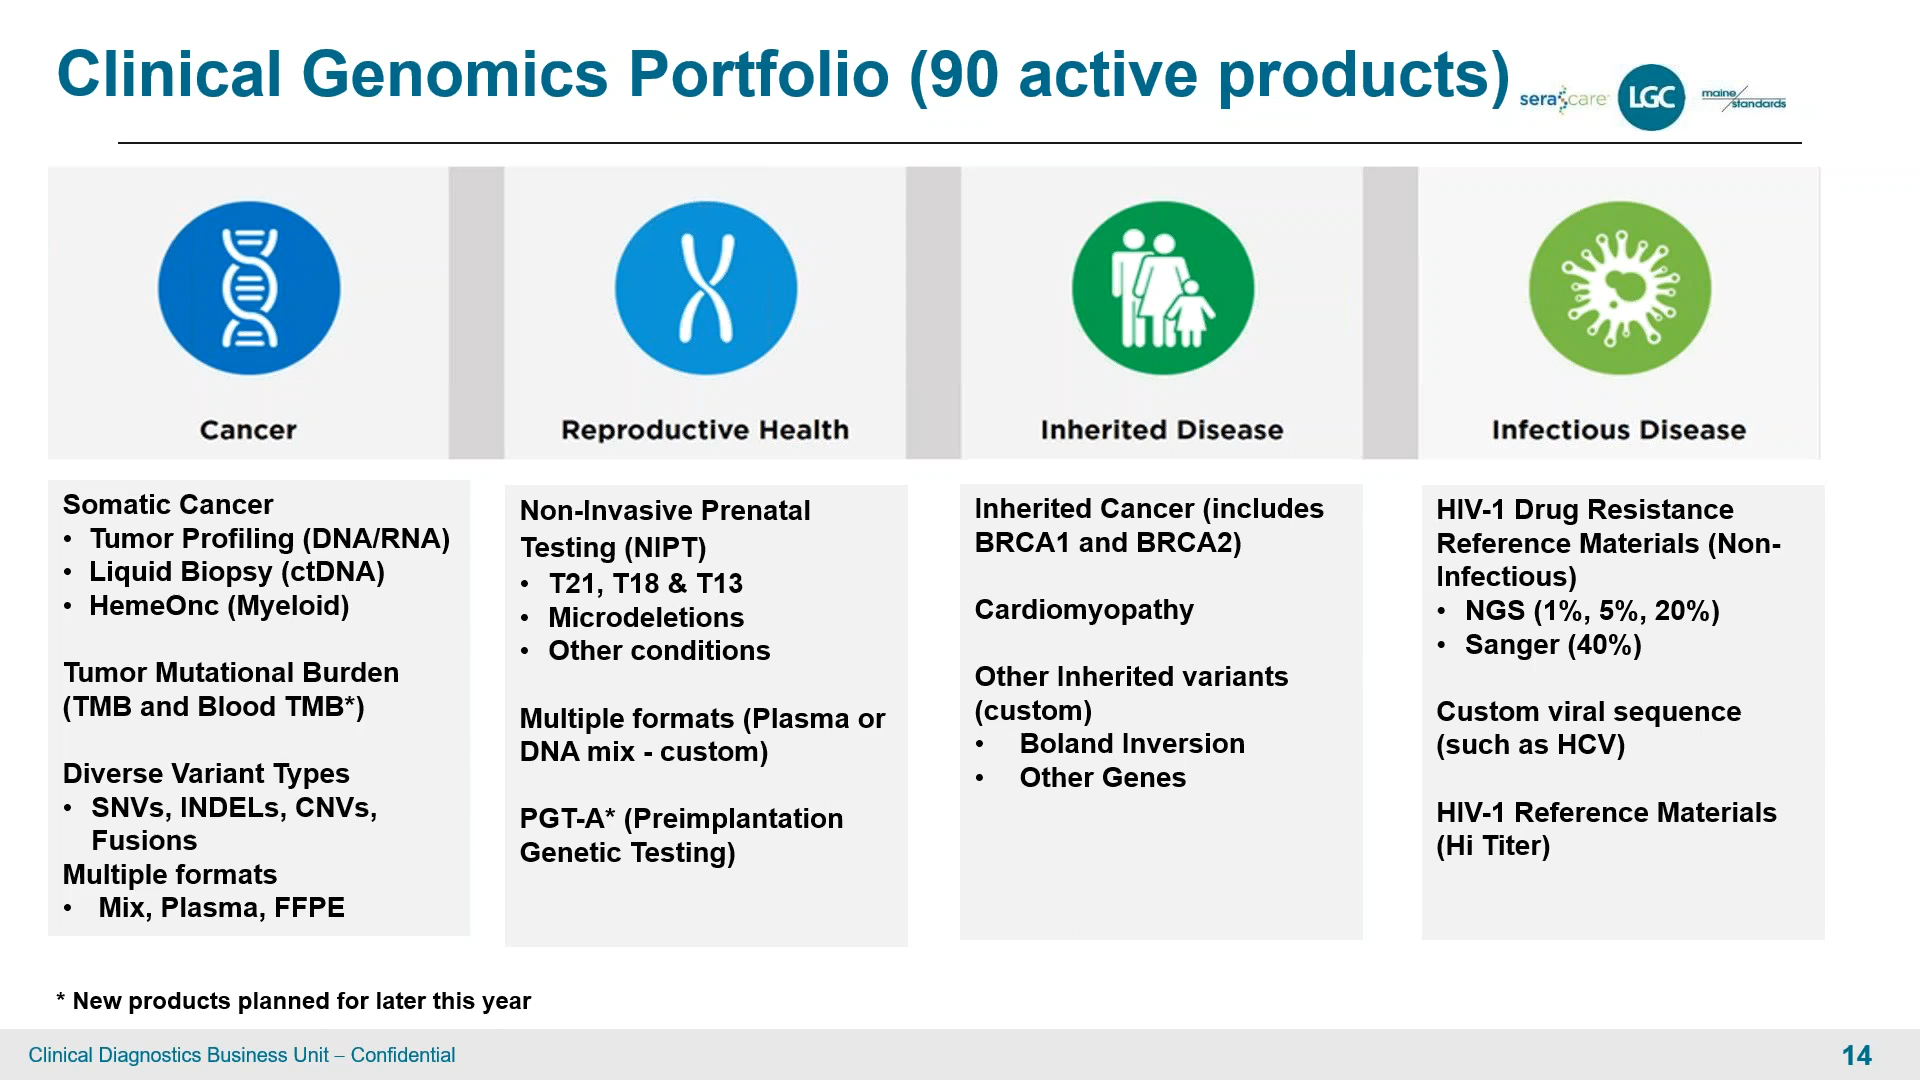 Clinical Genomics Portfolio (90 active products)
sera care
LGC
maine standards
Cancer
Reproductive Health
Inherited Disease
Infectious Disease
Somatic Cancer
• Tumor Profiling (DNA/RNA)
• Liquid Biopsy (ctDNA)
• HemeOnc (Myeloid)
Tumor Mutational Burden
(TMB and Blood TMB*)
Diverse Variant Types
• SNVs, INDELs, CNVs,
Fusions
Multiple formats
• Mix, Plasma, FFPE
Non-Invasive Prenatal
Testing (NIPT)
• T21, T18 & T13
• Microdeletions
• Other conditions
Multiple formats (Plasma or
DNA mix - custom)
PGT-A* (Preimplantation
Genetic Testing)
Inherited Cancer (includes
BRCA1 and BRCA2)
Cardiomyopathy
Other Inherited variants
(custom)
• Boland Inversion
• Other Genes
HIV-1 Drug Resistance
Reference Materials (Non-
Infectious)
• NGS (1%, 5%, 20%)
• Sanger (40%)
Custom viral sequence
(such as HCV)
HIV-1 Reference Materials
(Hi Titer)
* New products planned for later this year
Clinical Diagnostics Business Unit – Confidential
14